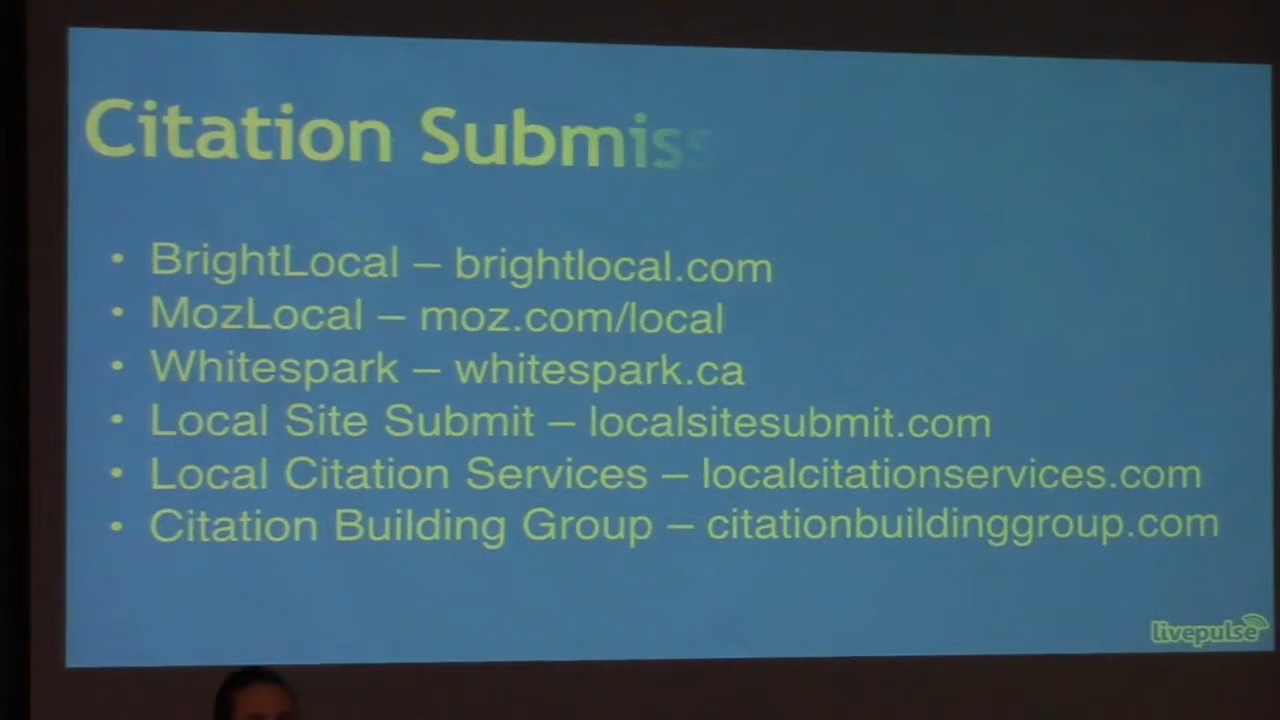 Citation Submiss
• BrightLocal – brightlocal.com
• MozLocal – moz.com/local
• Whitespark – whitespark.ca
• Local Site Submit – localsitesubmit.com
• Local Citation Services – localcitationservices.com
• Citation Building Group – citationbuildinggroup.com
livepulse